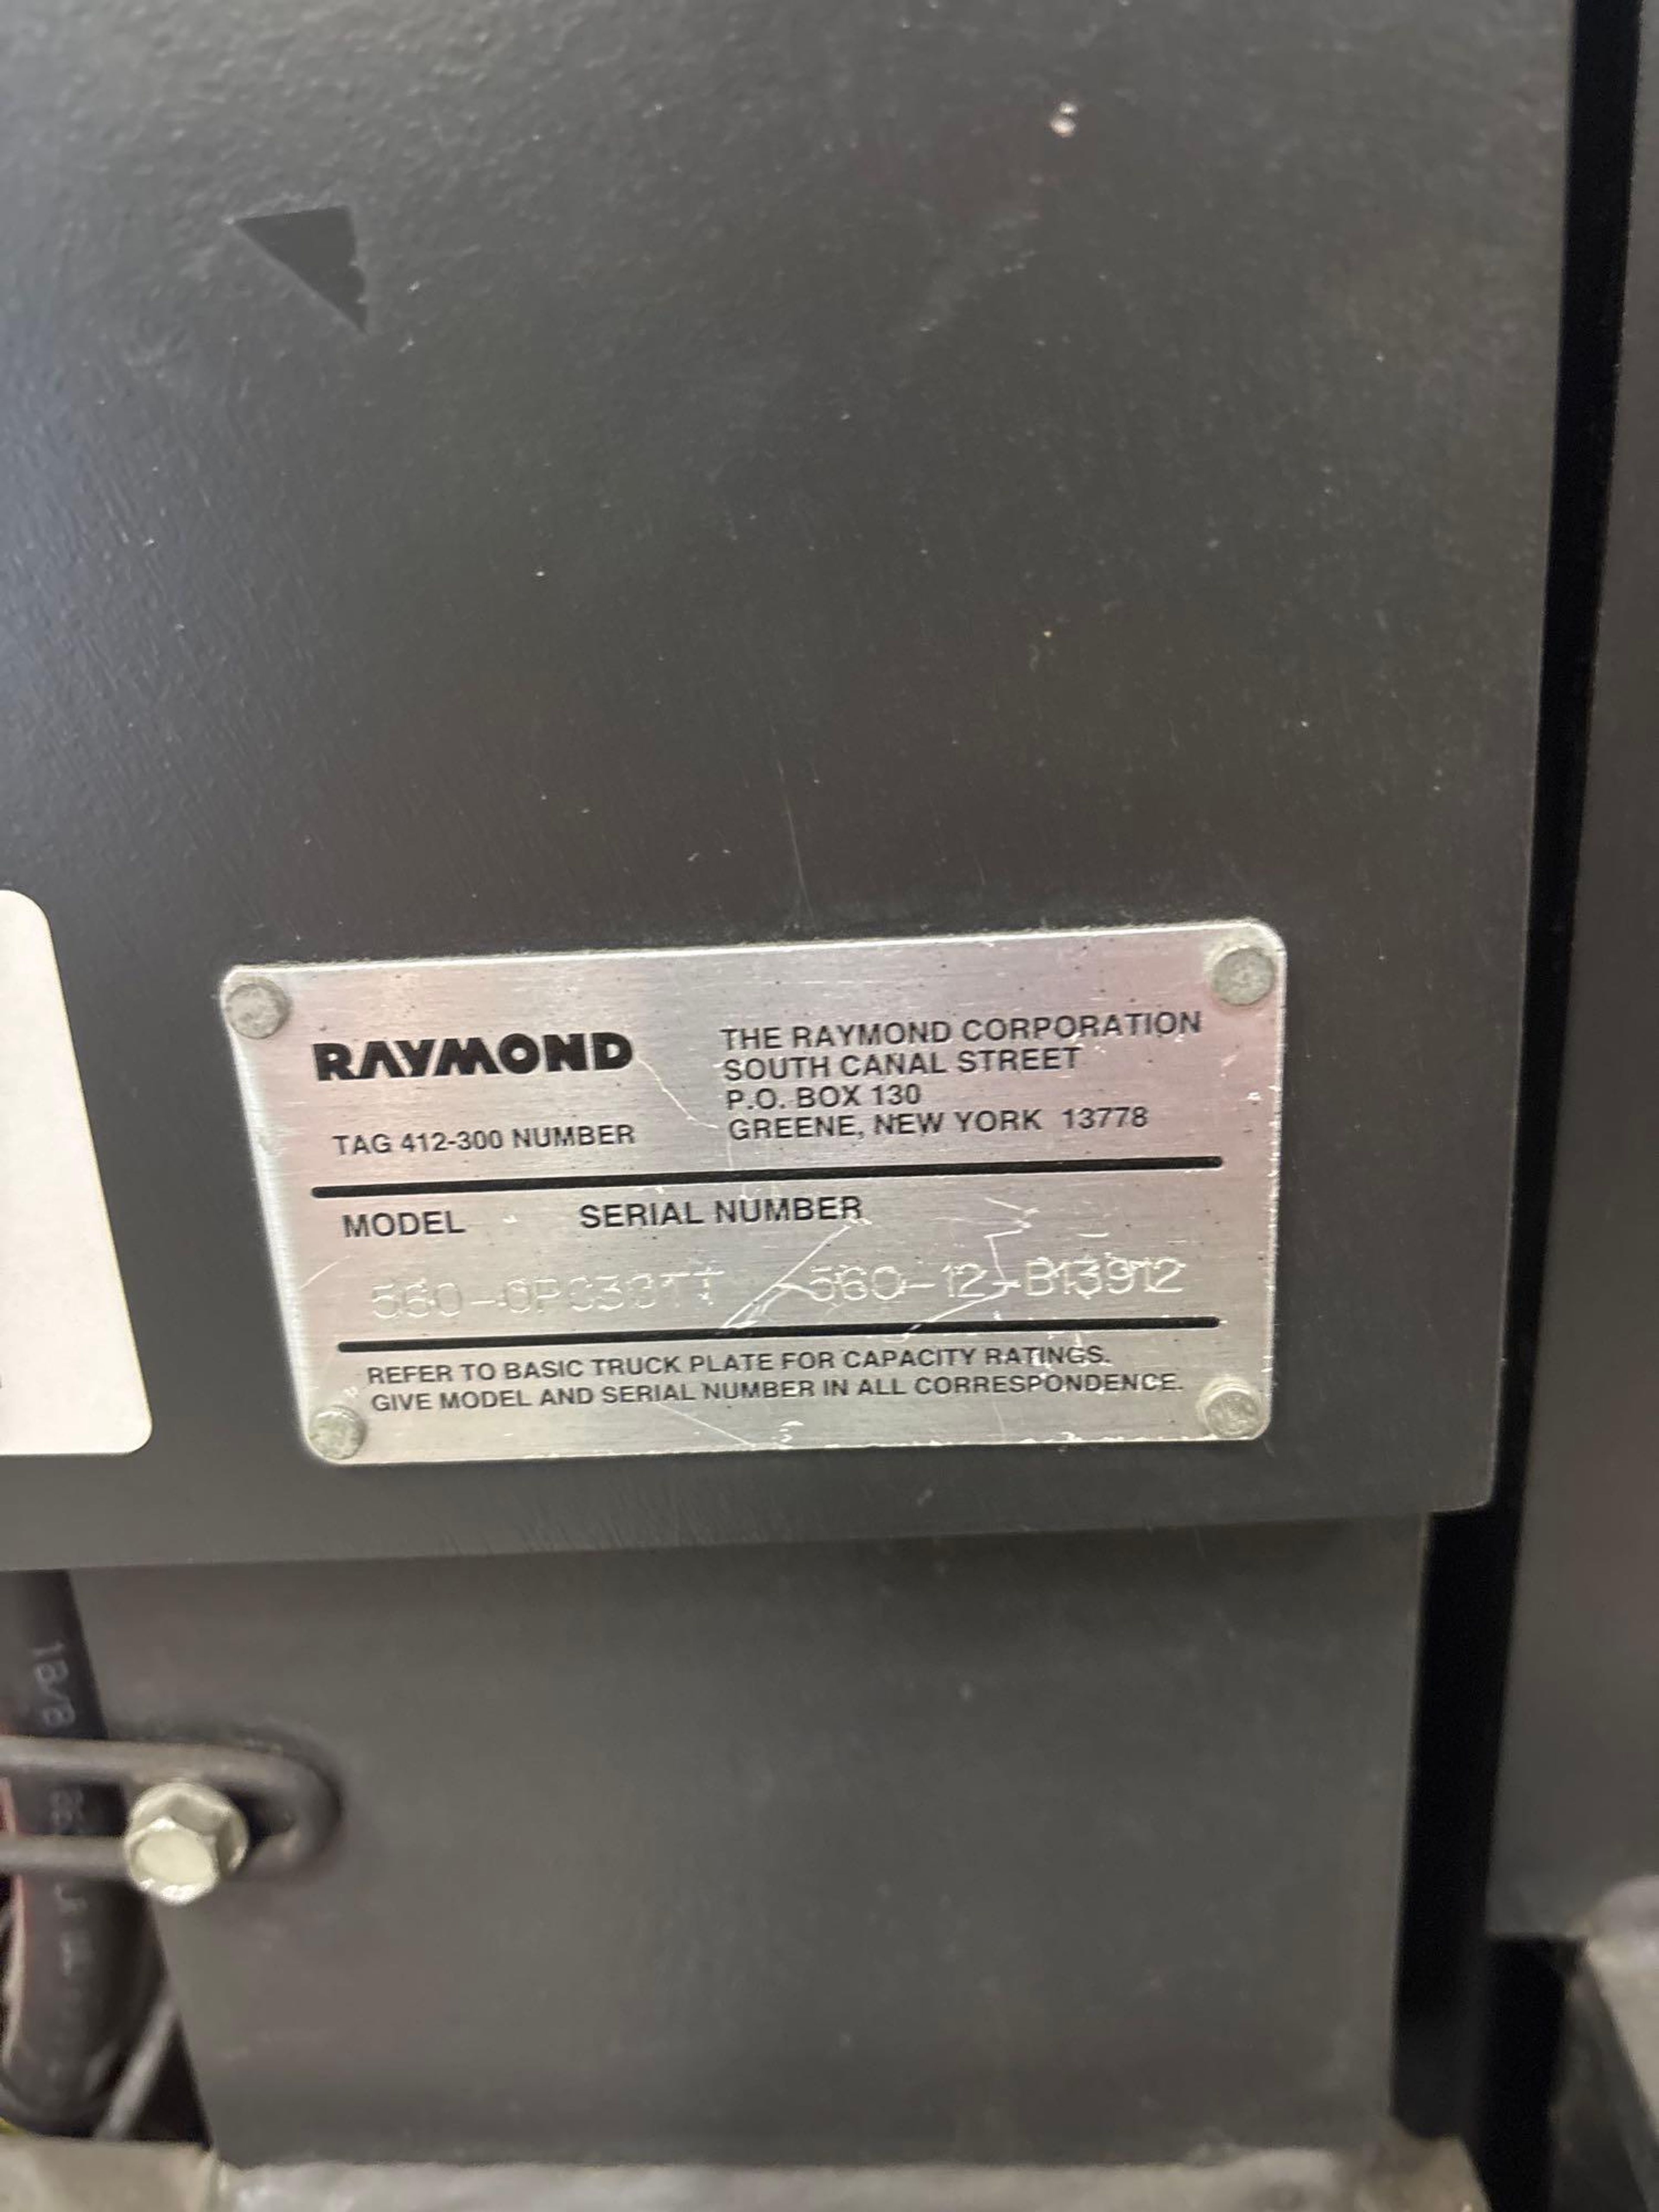 RAYMOND
THE RAYMOND CORPORATION
SOUTH CANAL STREET
P.O. BOX 130
GREENE, NEW YORK 13778
TAG 412-300 NUMBER
MODEL SERIAL NUMBER
560-OPC30TT 560-12-B13912
REFER TO BASIC TRUCK PLATE FOR CAPACITY RATINGS.
GIVE MODEL AND SERIAL NUMBER IN ALL CORRESPONDENCE.